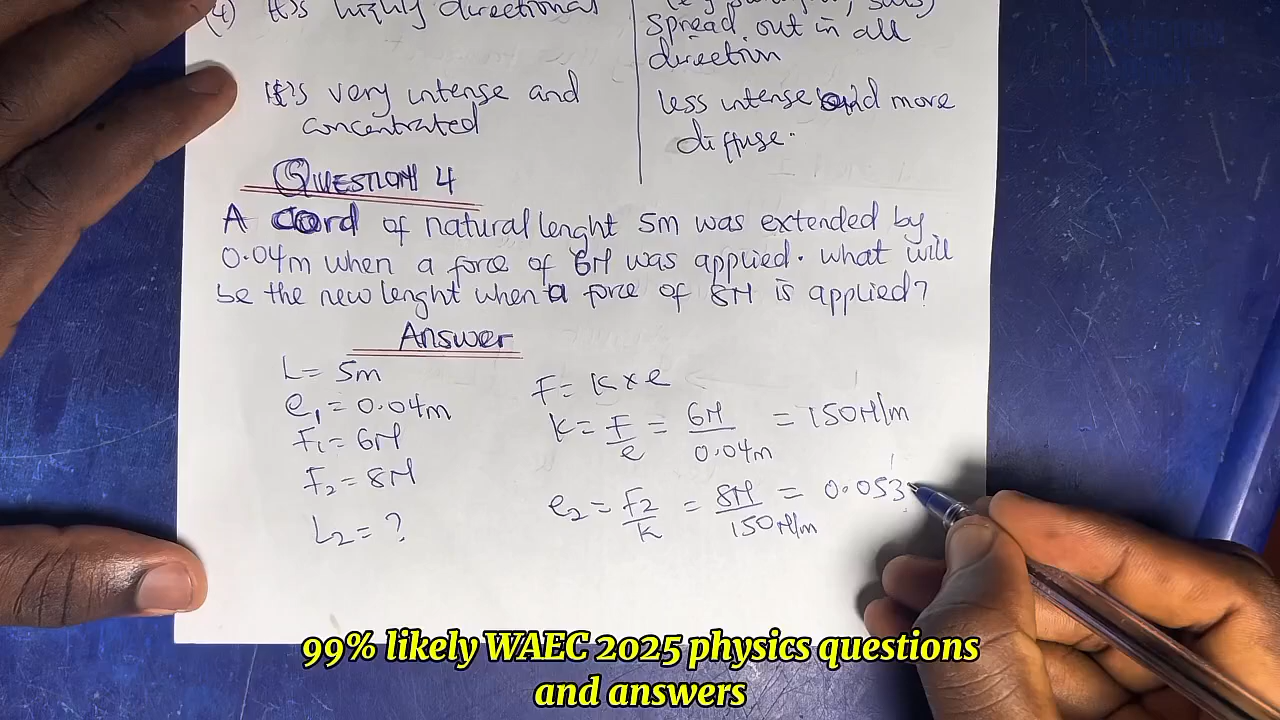 (4) It's highly directional
spread out in all
direction
It's very intense and
concentrated
less intense and more
diffuse.
QUESTION 4
A cord of natural lenght 5m was extended by
0.04m when a force of 6N was applied. What will
be the new lenght when a force of 8N is applied?
Answer
L= 5m
e₁ = 0.04m
F₁ = 6N
F₂ = 8N
L₂ = ?
F = K x e
K = F/e = 6N/0.04m = 150N/m
e₂ = F₂/K = 8N/150N/m = 0.053
99% likely WAEC 2025 physics questions
and answers